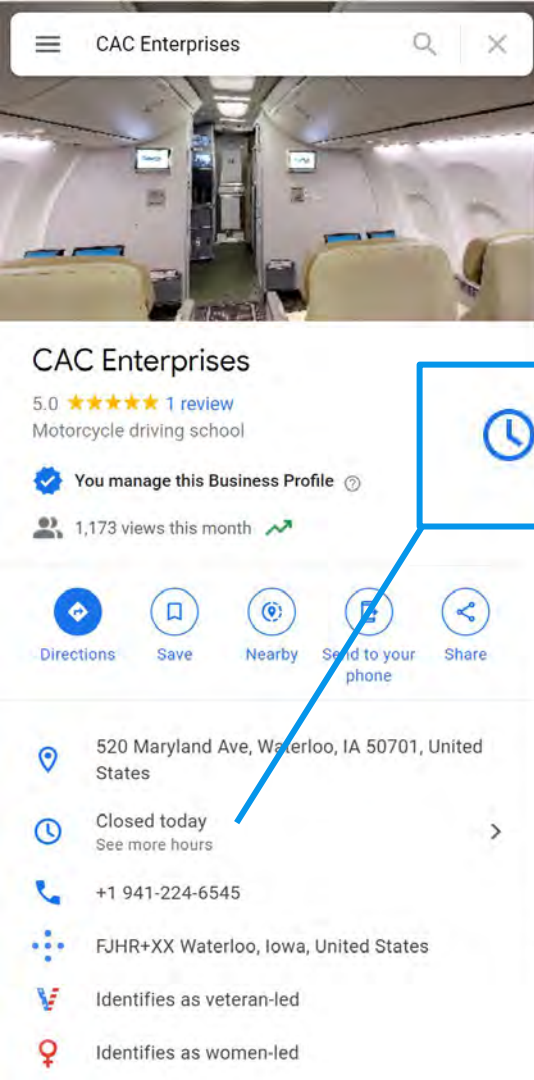 CAC Enterprises
CAC Enterprises
5.0 1 review
Motorcycle driving school
You manage this Business Profile
1,173 views this month
Directions Save Nearby Send to your phone Share
520 Maryland Ave, Waterloo, IA 50701, United
States
Closed today
See more hours
+1 941-224-6545
FJHR+XX Waterloo, Iowa, United States
Identifies as veteran-led
Identifies as women-led